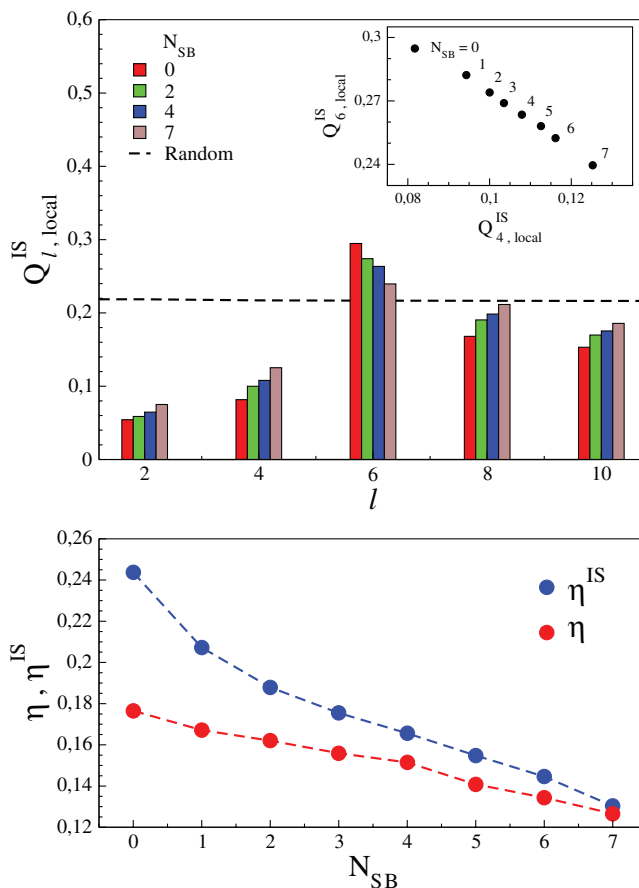 0,6
0,5
0,4
0,3
0,2
0,1
0
Q^IS_l, local
N_SB
0
2
4
7
Random
0,3
0,27
0,24
Q^IS_6, local
N_SB = 0
1
2
3
4
5
6
7
0,08 0,1 0,12
Q^IS_4, local
2 4 6 8 10
l
0,26
0,24
0,22
0,2
0,18
0,16
0,14
0,12
η, η^IS
η^IS
η
0 1 2 3 4 5 6 7
N_SB